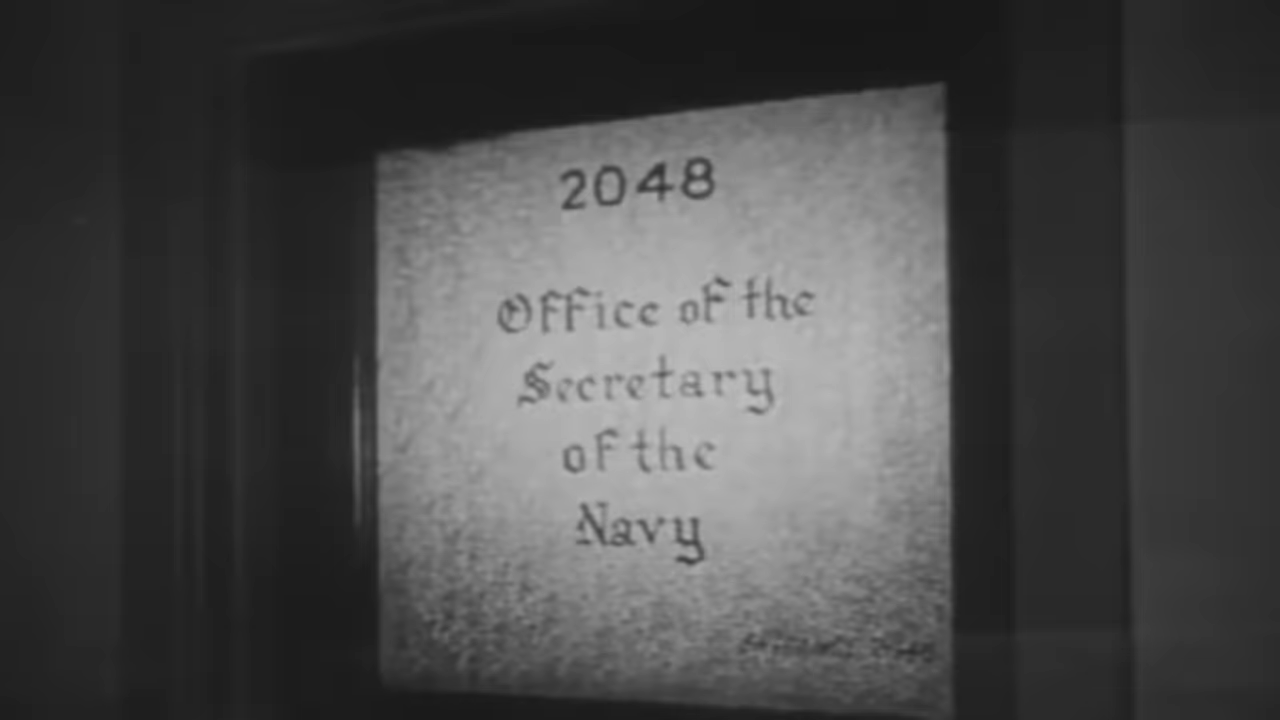 2048
Office of the
Secretary
of the
Navy